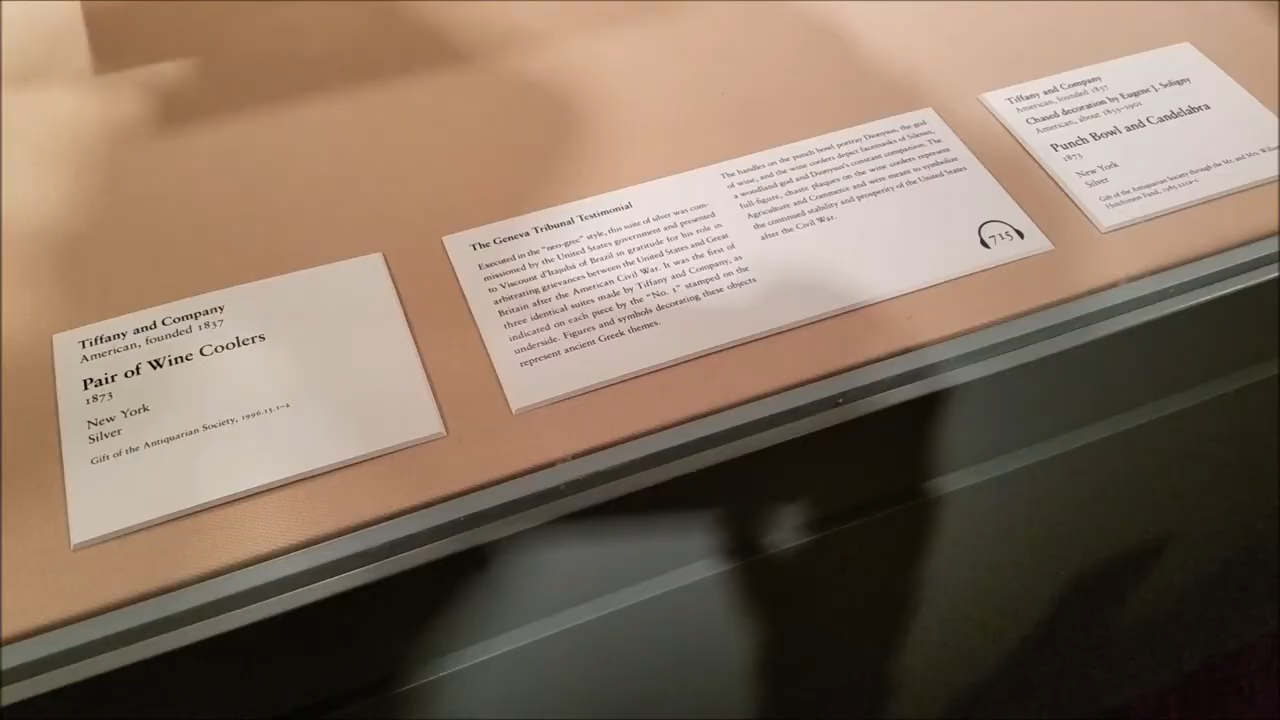 Tiffany and Company
American, founded 1837
Pair of Wine Coolers
1873
New York
Silver
Gift of the Antiquarian Society, 1996.15.1–2
The Geneva Tribunal Testimonial
Executed in the "neo-grec" style, this suite of silver was com-
missioned by the United States government and presented
to Viscount d'Itajubá of Brazil in gratitude for his role in
arbitrating grievances between the United States and Great
Britain after the American Civil War. It was the first of
three identical suites made by Tiffany and Company, as
indicated on each piece by the "No. 1" stamped on the
underside. Figures and symbols decorating these objects
represent ancient Greek themes.
The handles on the punch bowl portray Dionysus, the god
of wine, and the wine coolers depict facemasks of Silenus,
a woodland god and Dionysus's constant companion. The
full-figure, chaste plaques on the wine coolers represent
Agriculture and Commerce and were meant to symbolize
the continued stability and prosperity of the United States
after the Civil War.
715
Tiffany and Company
American, founded 1837
Chased decoration by Eugene J. Soligny
American, about 1833–1901
Punch Bowl and Candelabra
1873
New York
Silver
Gift of the Antiquarian Society through the Mr. and Mrs.
Hutchinson Fund,